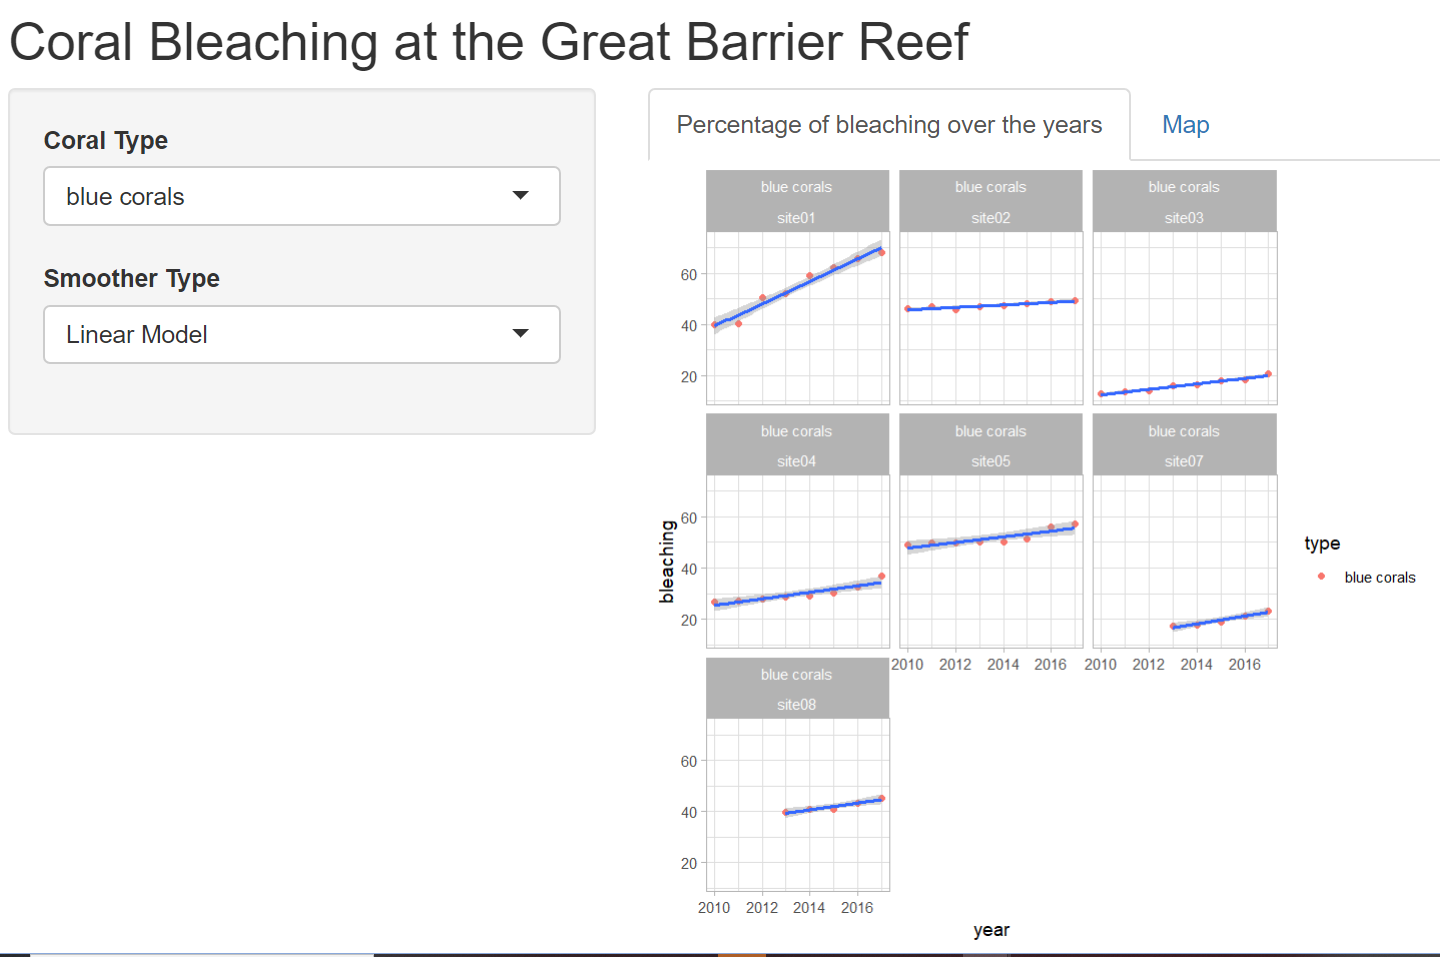 Coral Bleaching at the Great Barrier Reef
Coral Type
blue corals
Smoother Type
Linear Model
Percentage of bleaching over the years
Map
blue corals
site01
blue corals
site02
blue corals
site03
60
40
20
blue corals
site04
blue corals
site05
blue corals
site07
bleaching
60
40
20
2010 2012 2014 2016
2010 2012 2014 2016
blue corals
site08
60
40
20
2010 2012 2014 2016
year
type
blue corals